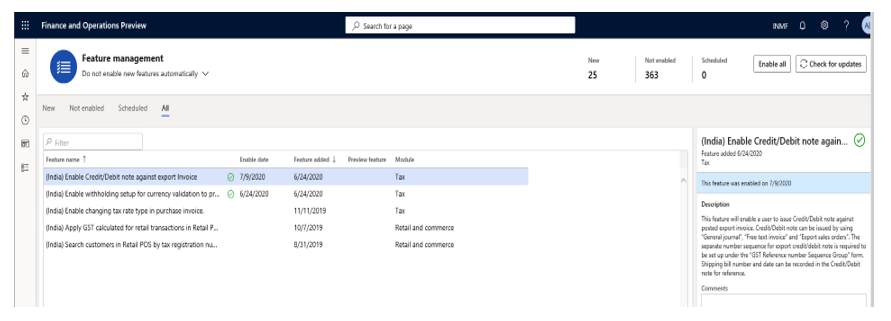 Finance and Operations Preview
Search for a page
INMF
?
Feature management
Do not enable new features automatically
New
25
Not enabled
363
Scheduled
0
Enable all
Check for updates
New Not enabled Scheduled All
Filter
Feature name ↑ Enable date Feature added ↓ Preview feature Module
(India) Enable Credit/Debit note against export Invoice 7/9/2020 6/24/2020 Tax
(India) Enable withholding setup for currency validation to pr... 6/24/2020 6/24/2020 Tax
(India) Enable changing tax rate type in purchase invoice. 11/11/2019 Tax
(India) Apply GST calculated for retail transactions in Retail P... 10/7/2019 Retail and commerce
(India) Search customers in Retail POS by tax registration nu... 8/31/2019 Retail and commerce
(India) Enable Credit/Debit note again...
Feature added 6/24/2020
Tax
This feature was enabled on 7/9/2020
Description
This feature will enable a user to issue Credit/Debit note against
posted export invoice. Credit/Debit note can be issued by using
"General journal", "Free text invoice" and "Export sales orders". The
separate number sequence for export credit/debit note is required to
be set up under the "GST Reference number Sequence Group" form.
Shipping bill number and date can be recorded in the Credit/Debit
note for reference.
Comments